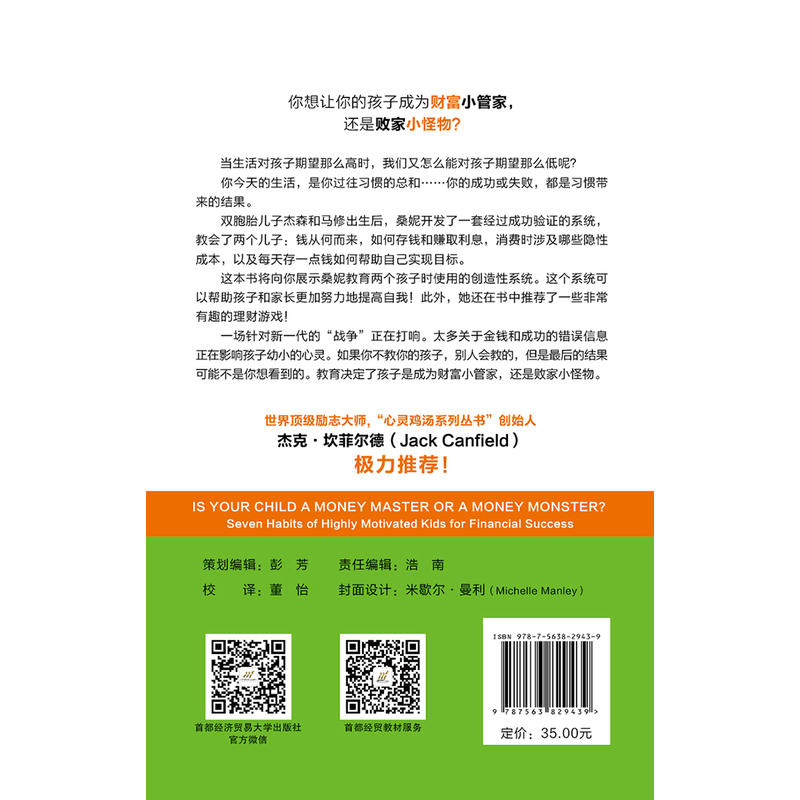 你想让你的孩子成为财富小管家，
还是败家小怪物？
当生活对孩子期望那么高时，我们又怎么能对孩子期望那么低呢？
你今天的生活，是你过往习惯的总和……你的成功或失败，都是习惯带
来的结果。
双胞胎儿子杰森和马修出生后，桑妮开发了一套经过成功验证的系统，
教会了两个儿子：钱从何而来，如何存钱和赚取利息，消费时涉及哪些隐性
成本，以及每天存一点钱如何帮助自己实现目标。
这本书将向你展示桑妮教育两个孩子时使用的创造性系统。这个系统可
以帮助孩子和家长更加努力地提高自我！此外，她还在书中推荐了一些非常
有趣的理财游戏！
一场针对新一代的“战争”正在打响。太多关于金钱和成功的错误信息
正在影响孩子幼小的心灵。如果你不教你的孩子，别人会教的，但是最后的结果
可能不是你想看到的。教育决定了孩子是成为财富小管家，还是败家小怪物。
世界顶级励志大师，“心灵鸡汤系列丛书”创始人
杰克·坎菲尔德（Jack Canfield）
极力推荐！
IS YOUR CHILD A MONEY MASTER OR A MONEY MONSTER?
Seven Habits of Highly Motivated Kids for Financial Success
策划编辑：彭 芳 责任编辑：浩 南
校 译：董 怡 封面设计：米歇尔·曼利（Michelle Manley）
首都经济贸易大学出版社
官方微信
首都经贸教材服务
ISBN 978-7-5638-2943-9
9 787563 829439 >
定价：35.00元